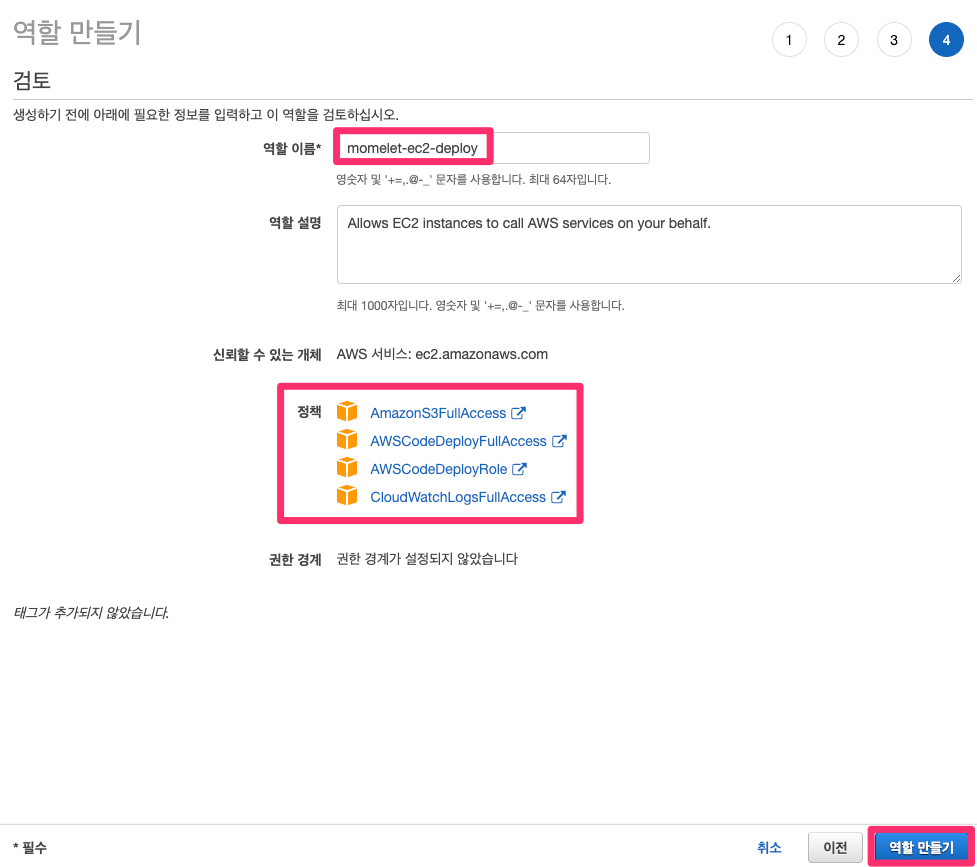 역할 만들기
1 2 3 4
검토
생성하기 전에 아래에 필요한 정보를 입력하고 이 역할을 검토하십시오.
역할 이름* momelet-ec2-deploy
영숫자 및 '+=,.@-_' 문자를 사용합니다. 최대 64자입니다.
역할 설명 Allows EC2 instances to call AWS services on your behalf.
최대 1000자입니다. 영숫자 및 '+=,.@-_' 문자를 사용합니다.
신뢰할 수 있는 개체 AWS 서비스: ec2.amazonaws.com
정책 AmazonS3FullAccess
AWSCodeDeployFullAccess
AWSCodeDeployRole
CloudWatchLogsFullAccess
권한 경계 권한 경계가 설정되지 않았습니다
태그가 추가되지 않았습니다.
* 필수 취소 이전 역할 만들기